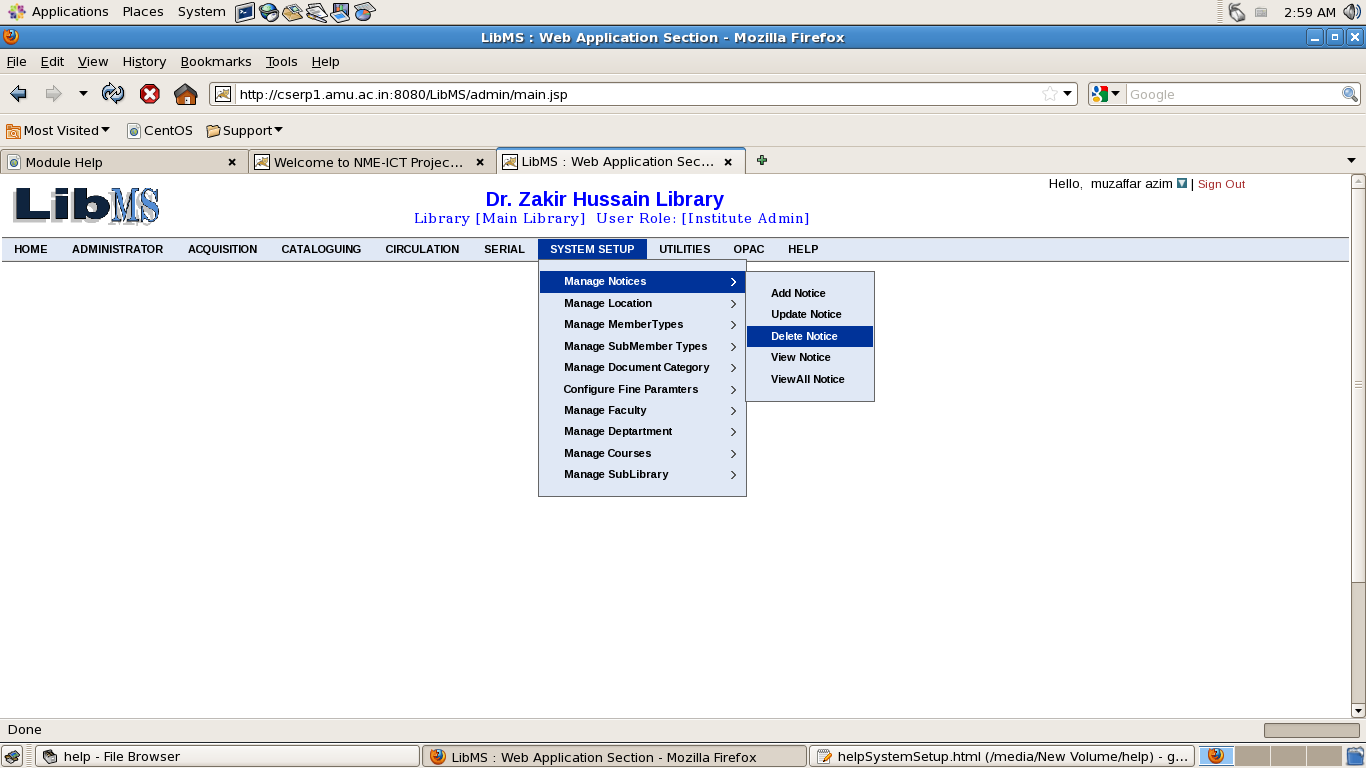 Applications Places System 2:59 AM
LibMS : Web Application Section - Mozilla Firefox
File Edit View History Bookmarks Tools Help
http://cserp1.amu.ac.in:8080/LibMS/admin/main.jsp Google
Most Visited CentOS Support
Module Help Welcome to NME-ICT Projec... LibMS : Web Application Sec...
Hello, muzaffar azim | Sign Out
LibMS
Dr. Zakir Hussain Library
Library [Main Library] User Role: [Institute Admin]
HOME ADMINISTRATOR ACQUISITION CATALOGUING CIRCULATION SERIAL SYSTEM SETUP UTILITIES OPAC HELP
Manage Notices
Manage Location
Manage MemberTypes
Manage SubMember Types
Manage Document Category
Configure Fine Paramters
Manage Faculty
Manage Deptartment
Manage Courses
Manage SubLibrary
Add Notice
Update Notice
Delete Notice
View Notice
ViewAll Notice
Done
help - File Browser LibMS : Web Application Section - Mozilla Firefox helpSystemSetup.html (/media/New Volume/help) - g...